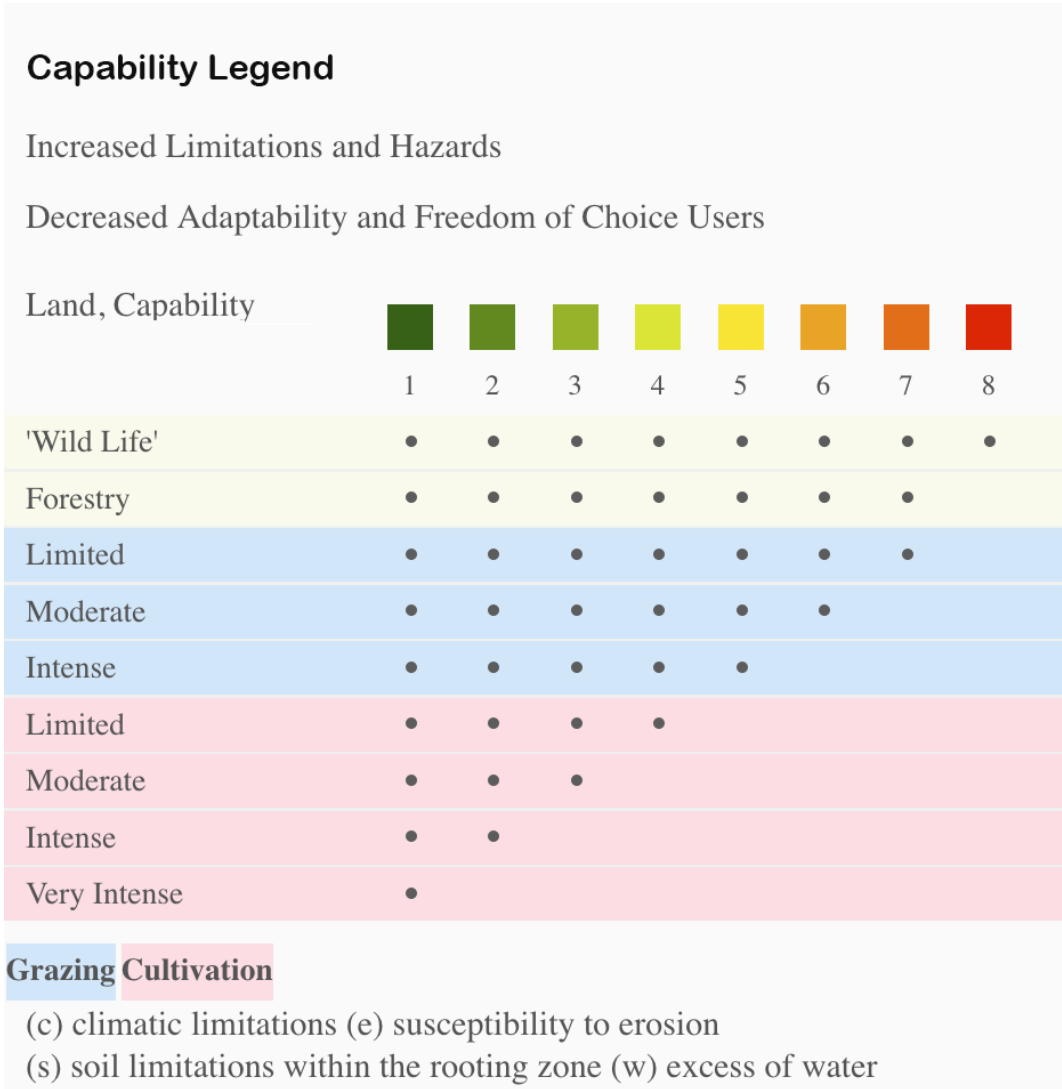 Capability Legend
Increased Limitations and Hazards
Decreased Adaptability and Freedom of Choice Users
Land, Capability
1 2 3 4 5 6 7 8
'Wild Life' • • • • • • • •
Forestry • • • • • • •
Limited • • • • • • •
Moderate • • • • • •
Intense • • • • •
Limited • • • •
Moderate • • •
Intense • •
Very Intense •
Grazing Cultivation
(c) climatic limitations (e) susceptibility to erosion
(s) soil limitations within the rooting zone (w) excess of water